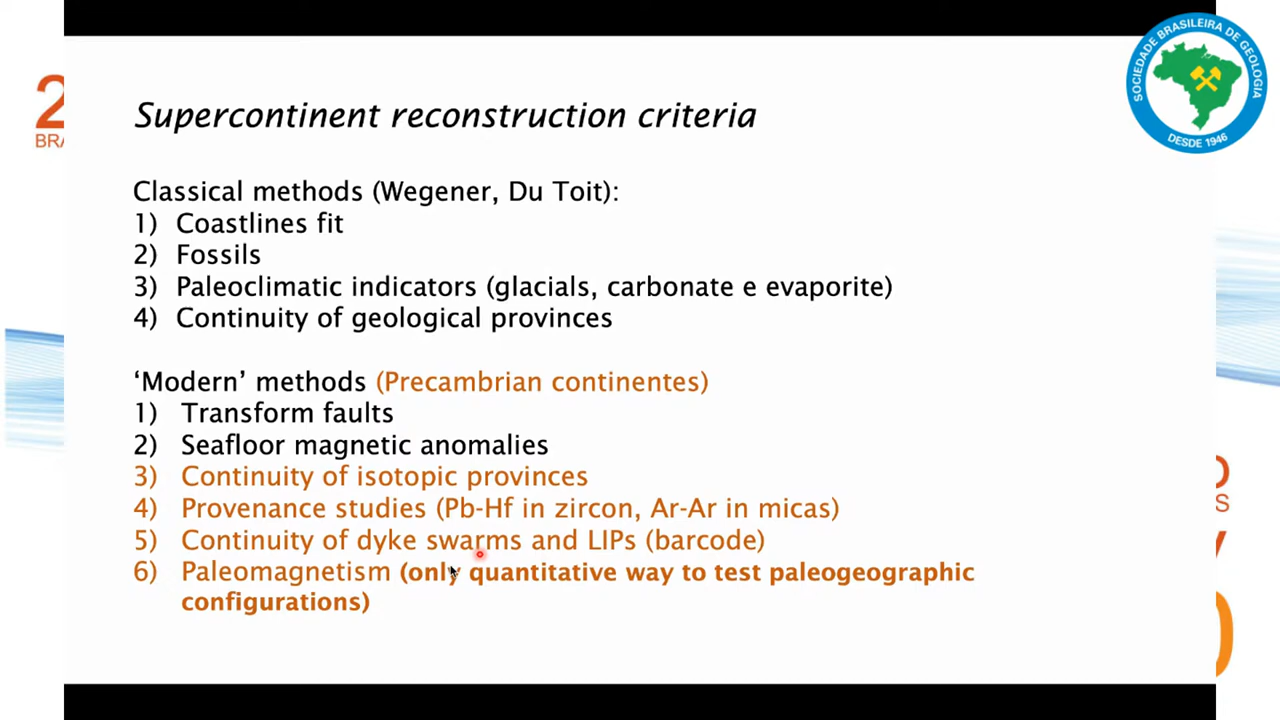 2
BRA
SOCIEDADE BRASILEIRA DE GEOLOGIA
DESDE 1946
Supercontinent reconstruction criteria
Classical methods (Wegener, Du Toit):
1) Coastlines fit
2) Fossils
3) Paleoclimatic indicators (glacials, carbonate e evaporite)
4) Continuity of geological provinces
‘Modern’ methods (Precambrian continentes)
1) Transform faults
2) Seafloor magnetic anomalies
3) Continuity of isotopic provinces
4) Provenance studies (Pb-Hf in zircon, Ar-Ar in micas)
5) Continuity of dyke swarms and LIPs (barcode)
6) Paleomagnetism (only quantitative way to test paleogeographic
configurations)